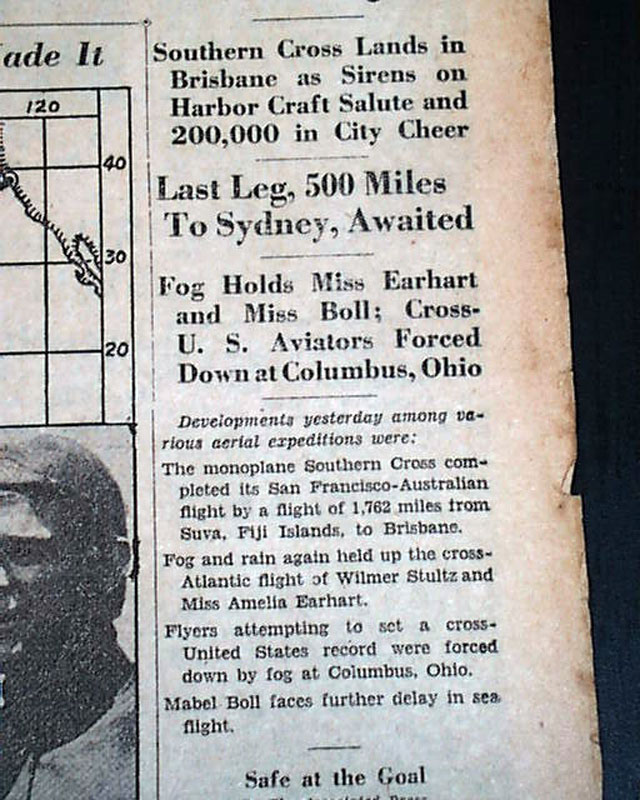 ade It
120
40
30
20
Southern Cross Lands in
Brisbane as Sirens on
Harbor Craft Salute and
200,000 in City Cheer
Last Leg, 500 Miles
To Sydney, Awaited
Fog Holds Miss Earhart
and Miss Boll; Cross-
U. S. Aviators Forced
Down at Columbus, Ohio
Developments yesterday among va-
rious aerial expeditions were:
The monoplane Southern Cross com-
pleted its San Francisco-Australian
flight by a flight of 1,762 miles from
Suva, Fiji Islands, to Brisbane.
Fog and rain again held up the cross-
Atlantic flight of Wilmer Stultz and
Miss Amelia Earhart.
Flyers attempting to set a cross-
United States record were forced
down by fog at Columbus, Ohio.
Mabel Boll faces further delay in sea
flight.
Safe at the Goal